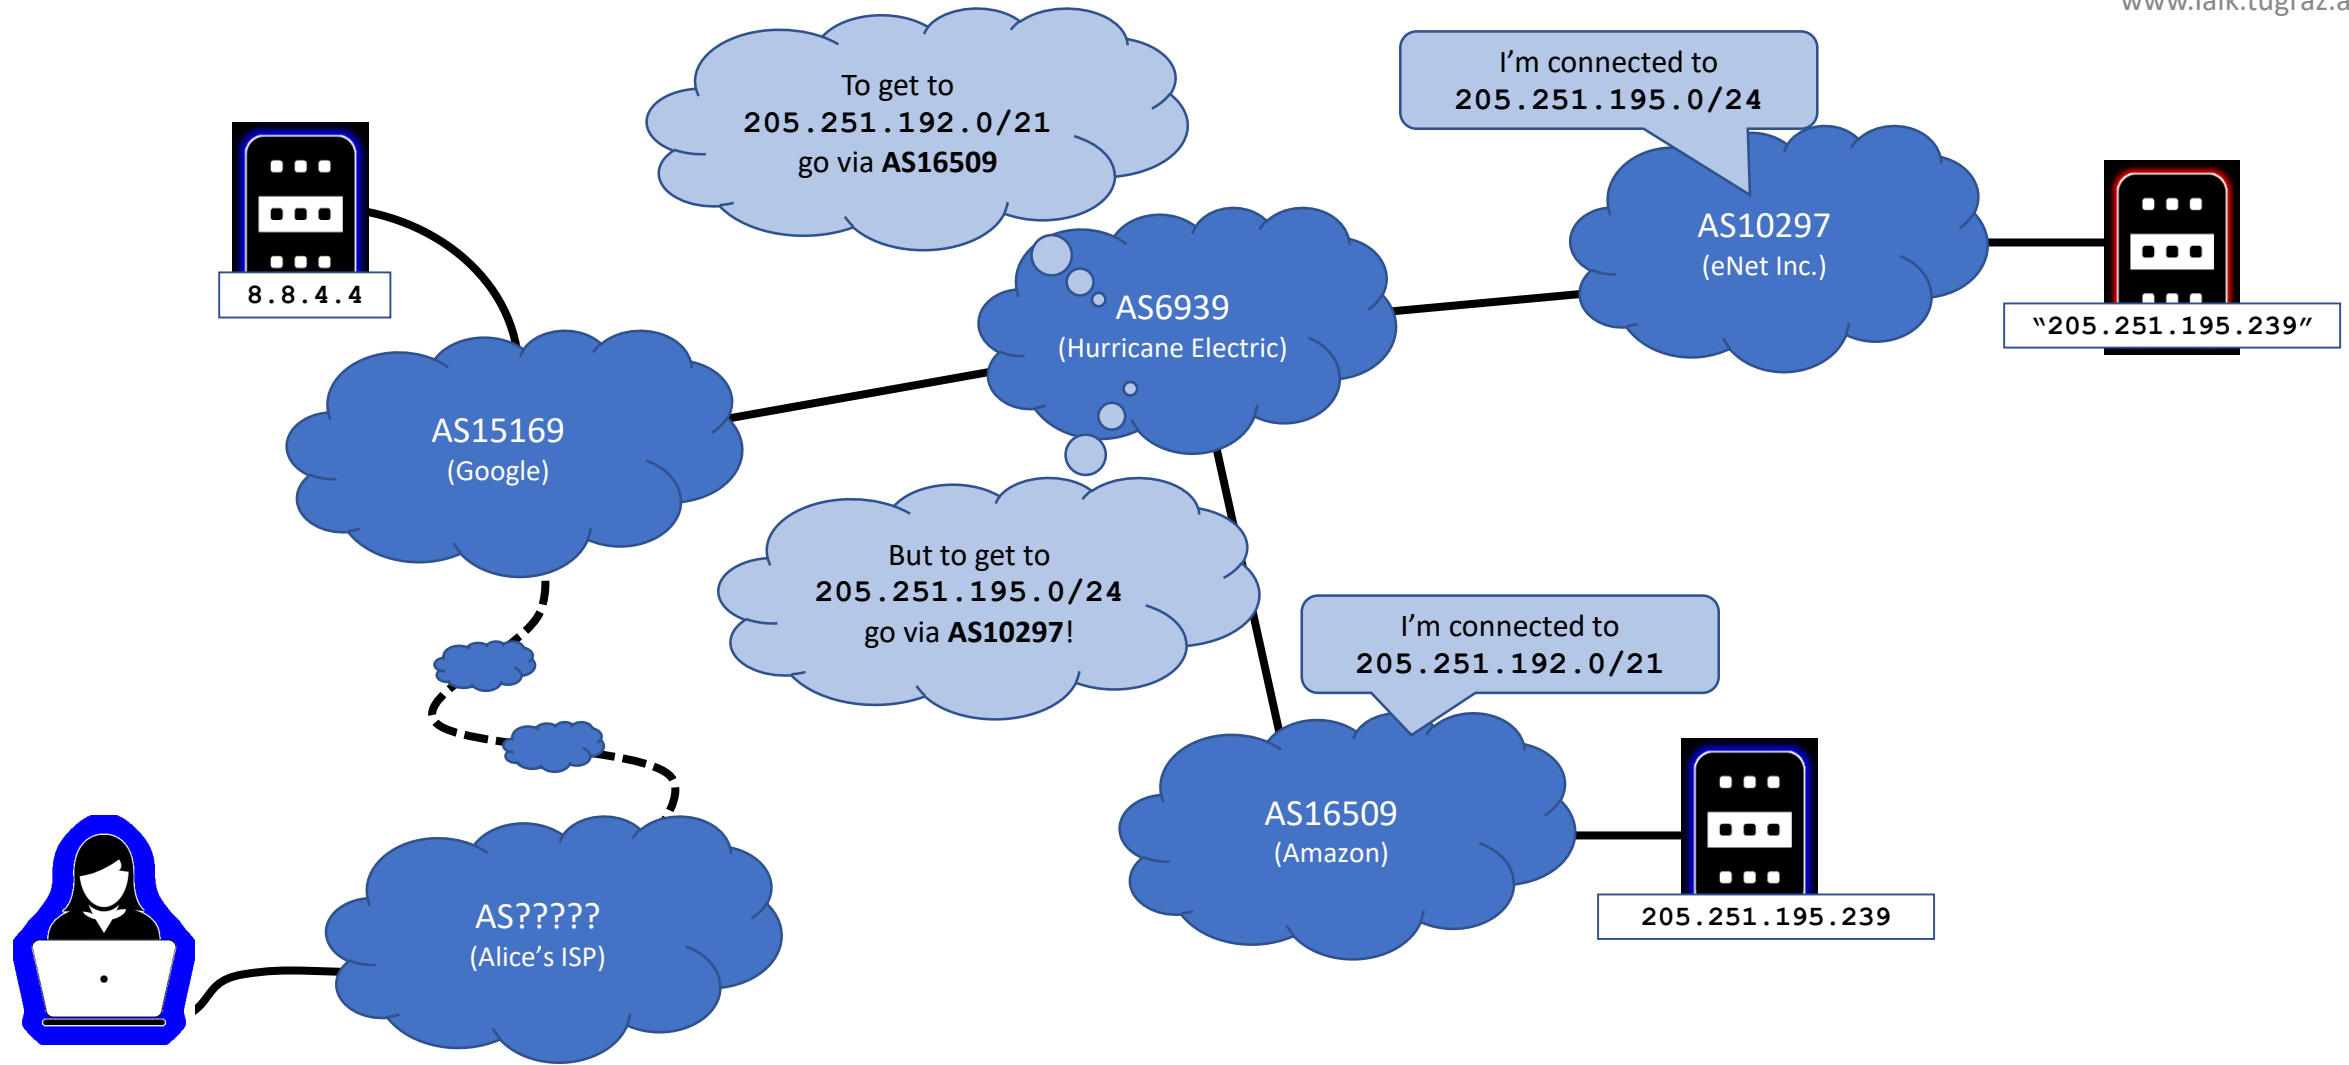 www.iaik.tugraz.a
To get to
205.251.192.0/21
go via AS16509
I'm connected to
205.251.195.0/24
8.8.4.4
AS10297
(eNet Inc.)
"205.251.195.239"
AS6939
(Hurricane Electric)
AS15169
(Google)
But to get to
205.251.195.0/24
go via AS10297!
I'm connected to
205.251.192.0/21
AS16509
(Amazon)
205.251.195.239
AS?????
(Alice's ISP)